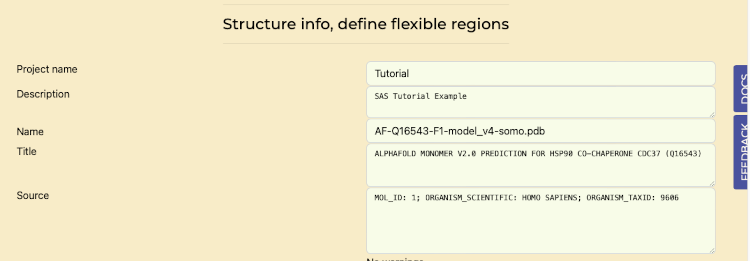 Structure info, define flexible regions
Project name
Tutorial
Description
SAS Tutorial Example
Name
AF-Q16543-F1-model_v4-somo.pdb
Title
ALPHAFOLD MONOMER V2.0 PREDICTION FOR HSP90 CO-CHAPERONE CDC37 (Q16543)
Source
MOL_ID: 1; ORGANISM_SCIENTIFIC: HOMO SAPIENS; ORGANISM_TAXID: 9606
DOCS
FEEDBACK